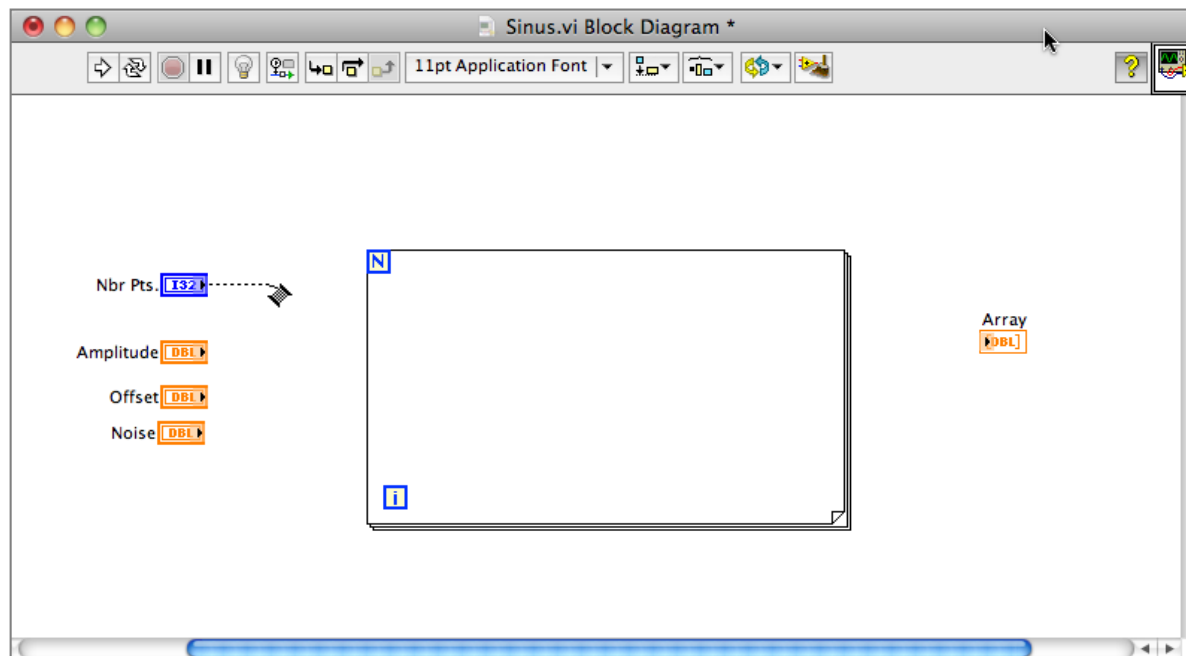 Sinus.vi Block Diagram *
11pt Application Font
?
N
Nbr Pts. I32
Array
DBL]
Amplitude DBL
Offset DBL
Noise DBL
i